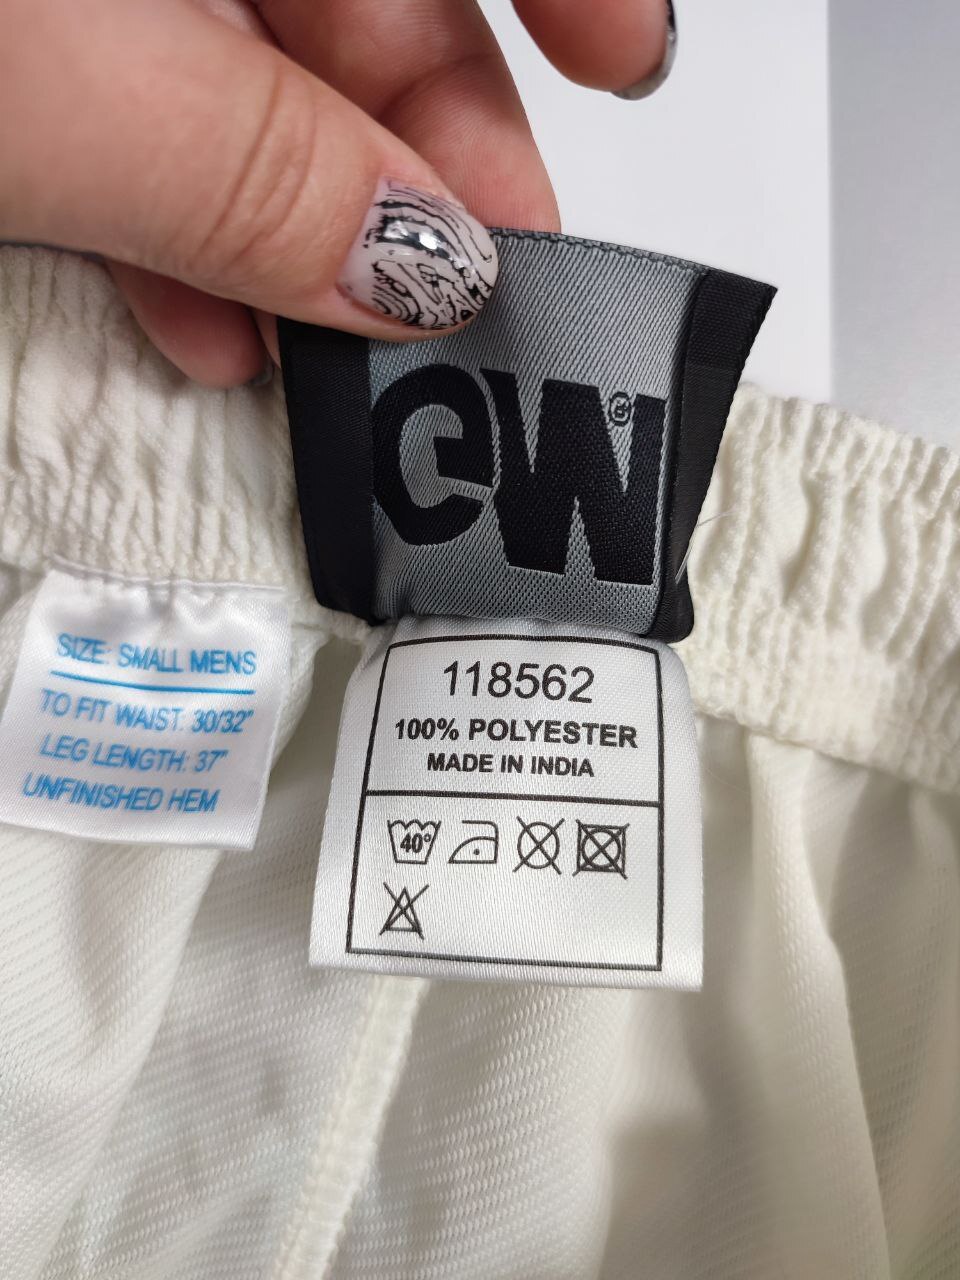 GW®
SIZE: SMALL MENS
TO FIT WAIST: 30/32"
LEG LENGTH: 37"
UNFINISHED HEM
118562
100% POLYESTER
MADE IN INDIA
40°